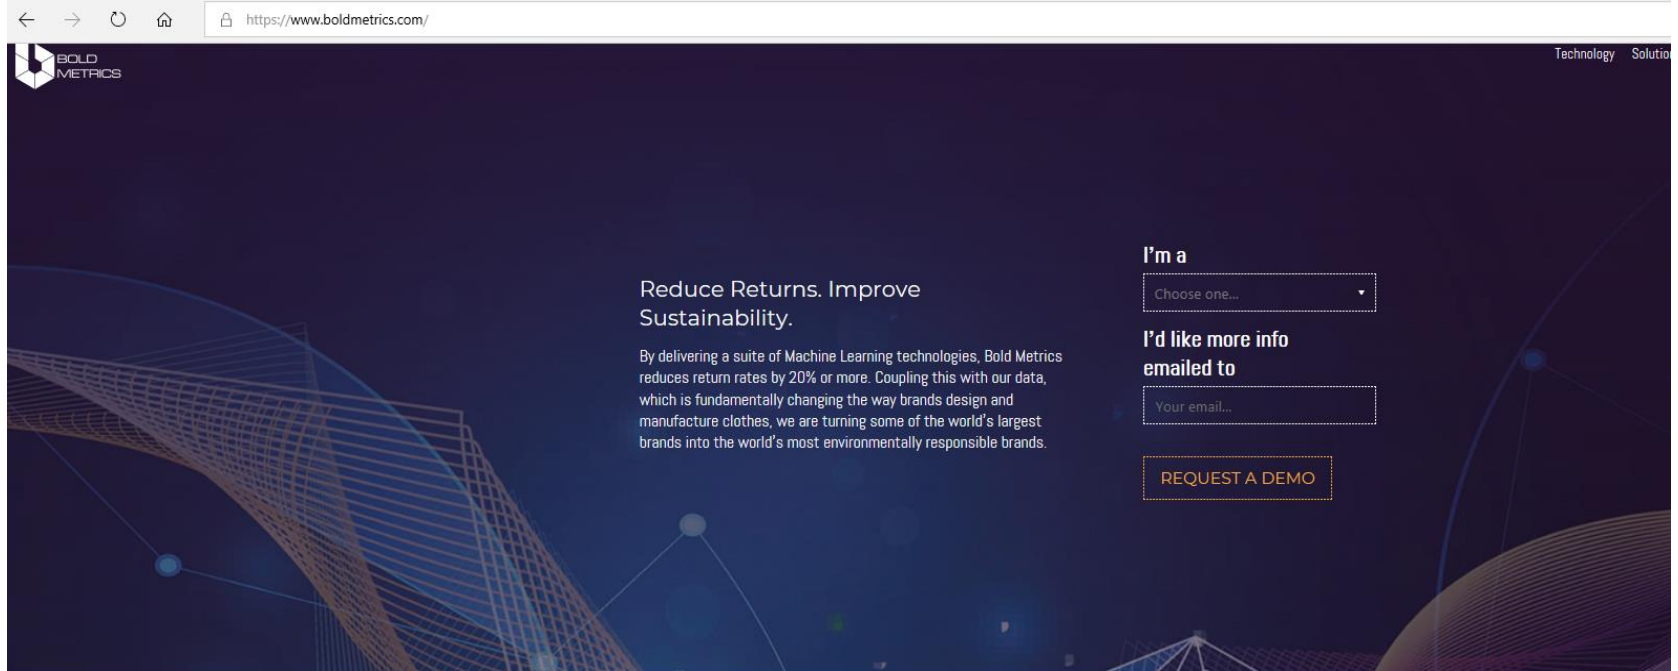 https://www.boldmetrics.com/
BOLD
METRICS
Technology Solution
Reduce Returns. Improve
Sustainability.
By delivering a suite of Machine Learning technologies, Bold Metrics
reduces return rates by 20% or more. Coupling this with our data,
which is fundamentally changing the way brands design and
manufacture clothes, we are turning some of the world's largest
brands into the world's most environmentally responsible brands.
I'm a
Choose one...
I'd like more info
emailed to
Your email...
REQUEST A DEMO